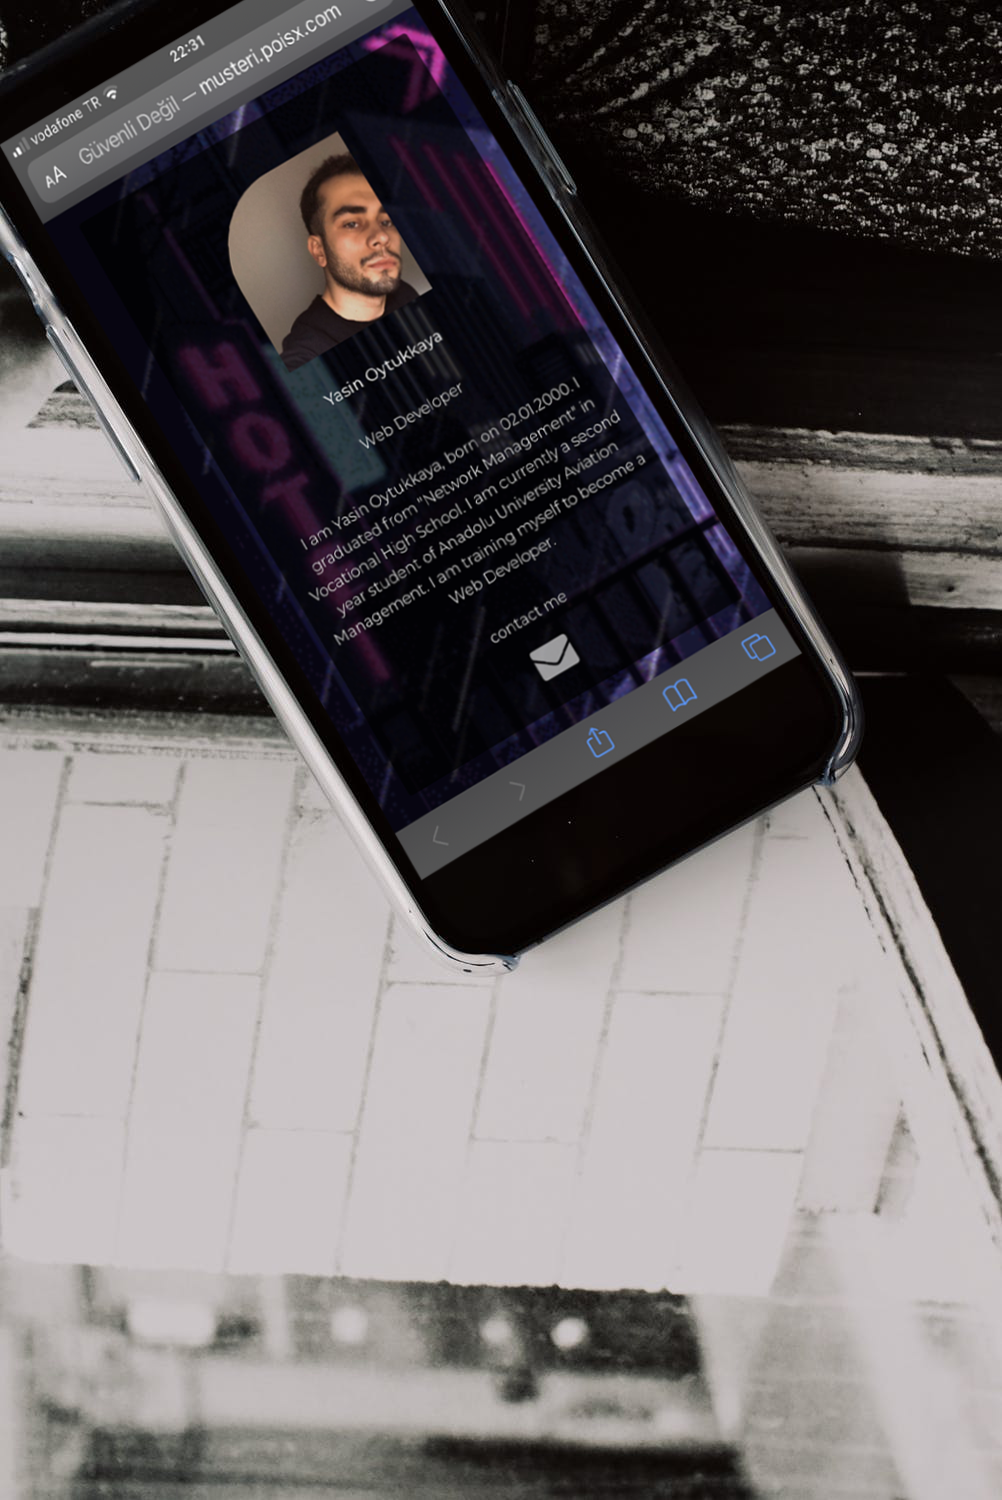 vodafone TR
22:31
AA Güvenli Değil — musteri.poisx.com
HOT
Yasin Oytukkaya
Web Developer
I am Yasin Oytukkaya, born on 02.01.2000. I
graduated from "Network Management" in
Vocational High School. I am currently a second
year student of Anadolu University Aviation
Management. I am training myself to become a
Web Developer.
contact me